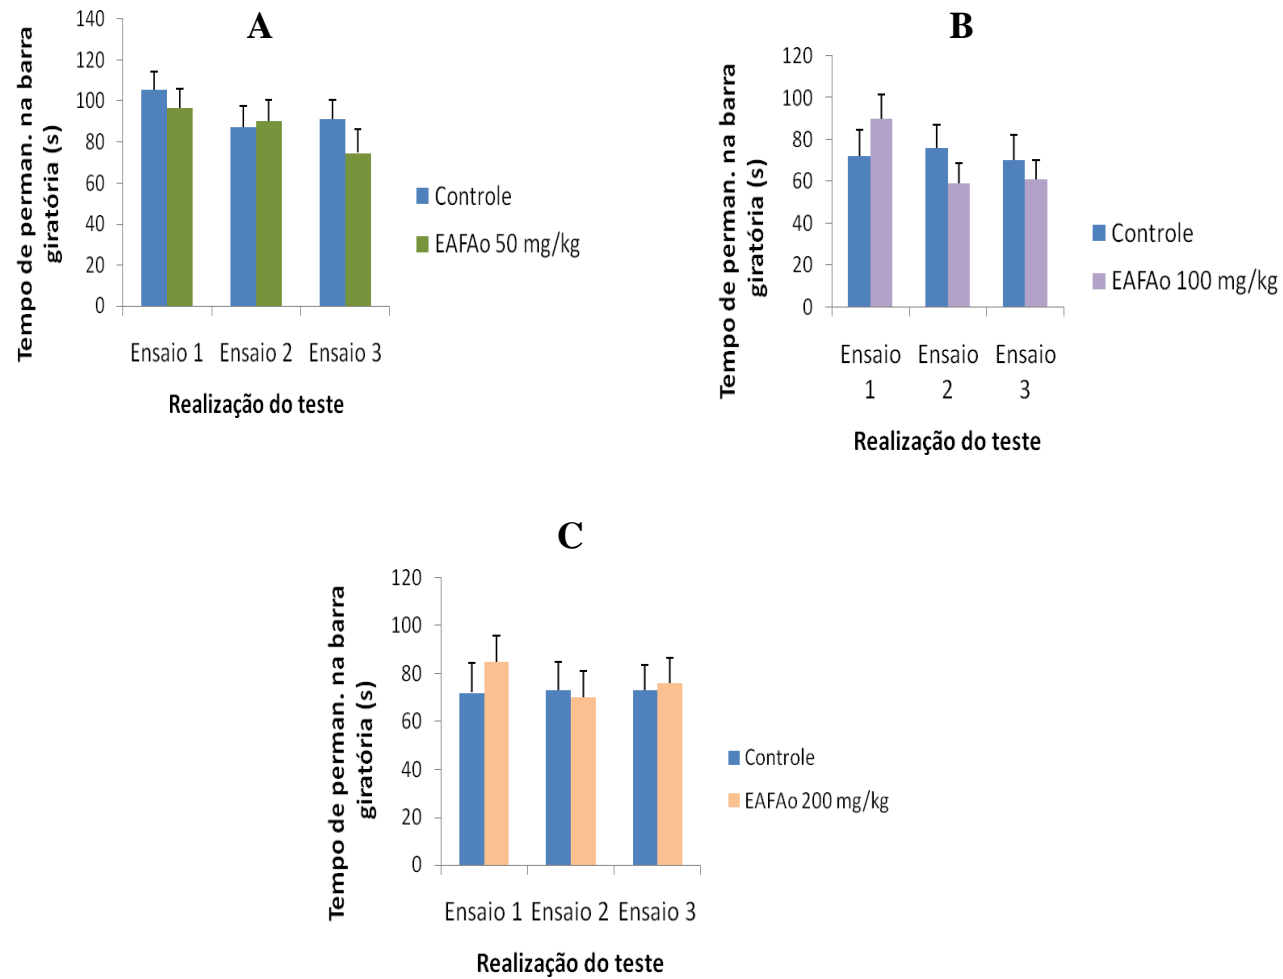 A
Tempo de perman. na barra
giratória (s)
140
120
100
80
60
40
20
0
Ensaio 1 Ensaio 2 Ensaio 3
Realização do teste
Controle
EAFAo 50 mg/kg
B
Tempo de perman. na barra
giratória (s)
120
100
80
60
40
20
0
Ensaio Ensaio Ensaio
1 2 3
Realização do teste
Controle
EAFAo 100 mg/kg
C
Tempo de perman. na barra
giratória (s)
120
100
80
60
40
20
0
Ensaio 1 Ensaio 2 Ensaio 3
Realização do teste
Controle
EAFAo 200 mg/kg